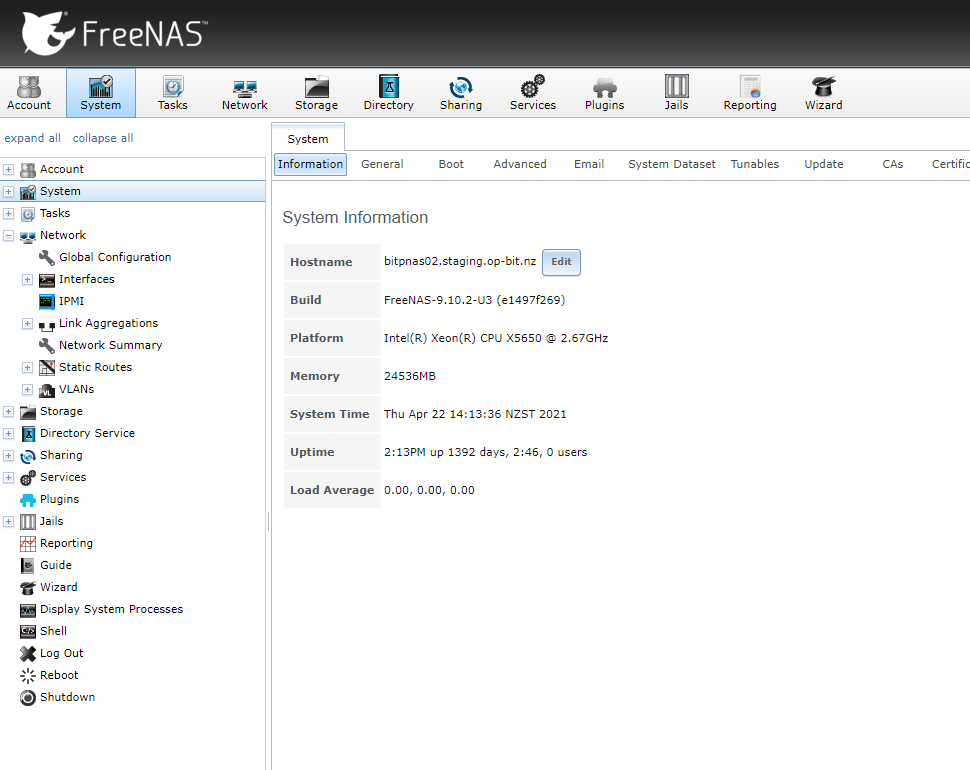 FreeNAS™
Account System Tasks Network Storage Directory Sharing Services Plugins Jails Reporting Wizard
expand all collapse all
Account
System
Tasks
Network
Global Configuration
Interfaces
IPMI
Link Aggregations
Network Summary
Static Routes
VLANs
Storage
Directory Service
Sharing
Services
Plugins
Jails
Reporting
Guide
Wizard
Display System Processes
Shell
Log Out
Reboot
Shutdown
System
Information General Boot Advanced Email System Dataset Tunables Update CAs Certific
System Information
Hostname bitpnas02.staging.op-bit.nz Edit
Build FreeNAS-9.10.2-U3 (e1497f269)
Platform Intel(R) Xeon(R) CPU X5650 @ 2.67GHz
Memory 24536MB
System Time Thu Apr 22 14:13:36 NZST 2021
Uptime 2:13PM up 1392 days, 2:46, 0 users
Load Average 0.00, 0.00, 0.00